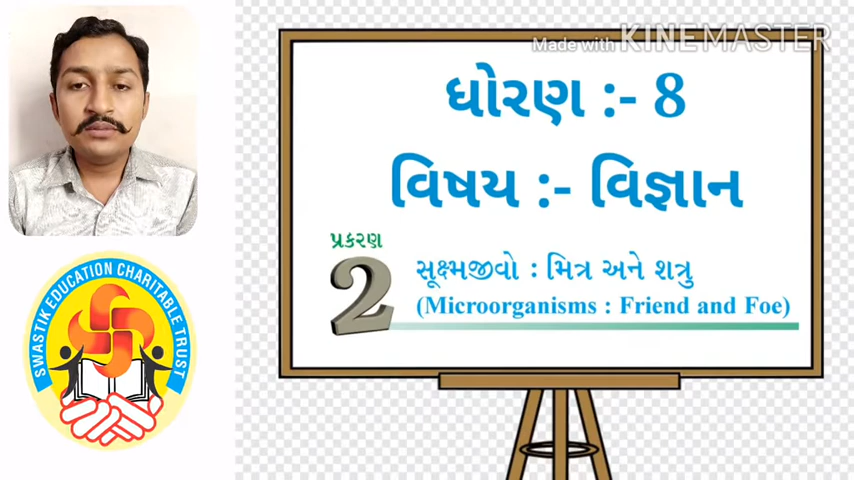 Made with KINEMASTER
ધોરણ :- 8
વિષય :- વિજ્ઞાન
પ્રકરણ
2
સૂક્ષ્મજીવો : મિત્ર અને શત્રુ
(Microorganisms : Friend and Foe)
SWASTIK EDUCATION CHARITABLE TRUST